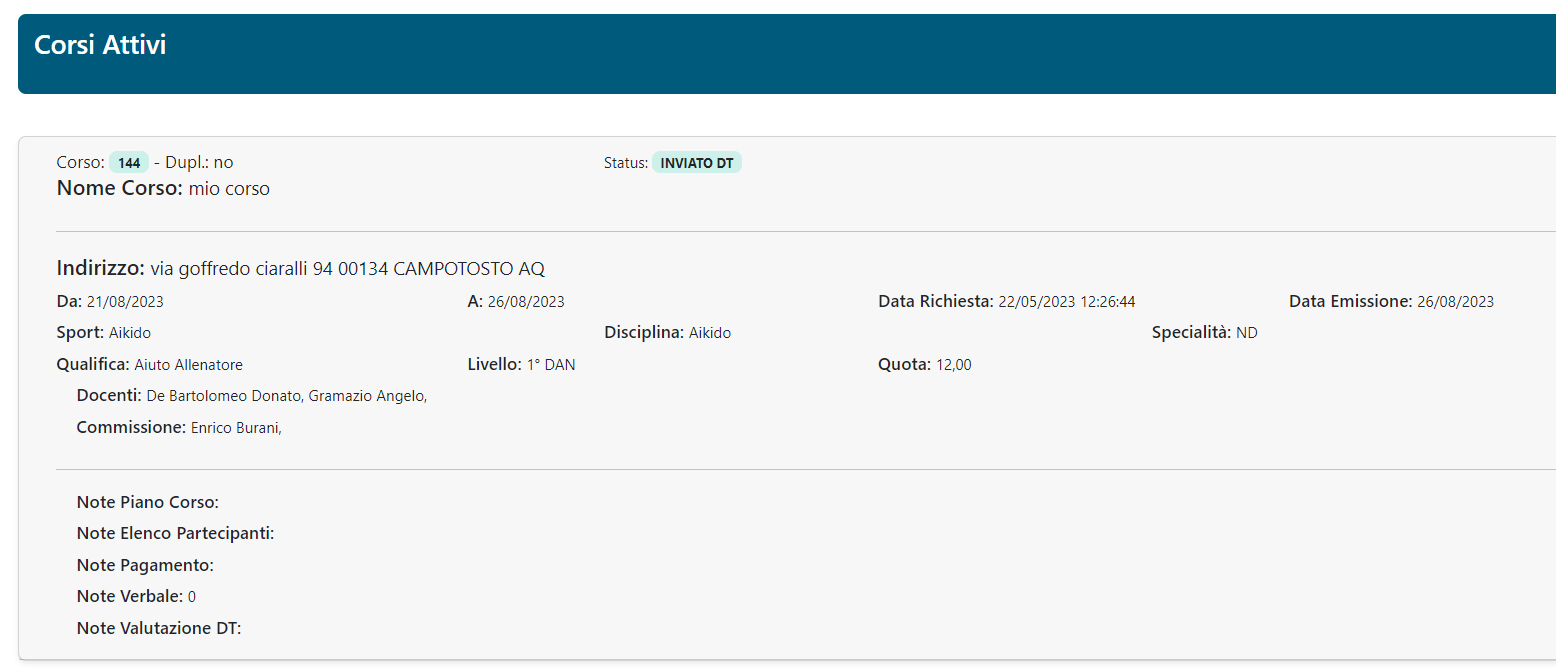 Corsi Attivi
Corso: 144 - Dupl.: no Status: INVIATO DT
Nome Corso: mio corso
Indirizzo: via goffredo ciaralli 94 00134 CAMPOTOSTO AQ
Da: 21/08/2023 A: 26/08/2023 Data Richiesta: 22/05/2023 12:26:44 Data Emissione: 26/08/2023
Sport: Aikido Disciplina: Aikido Specialità: ND
Qualifica: Aiuto Allenatore Livello: 1° DAN Quota: 12,00
Docenti: De Bartolomeo Donato, Gramazio Angelo,
Commissione: Enrico Burani,
Note Piano Corso:
Note Elenco Partecipanti:
Note Pagamento:
Note Verbale: 0
Note Valutazione DT: